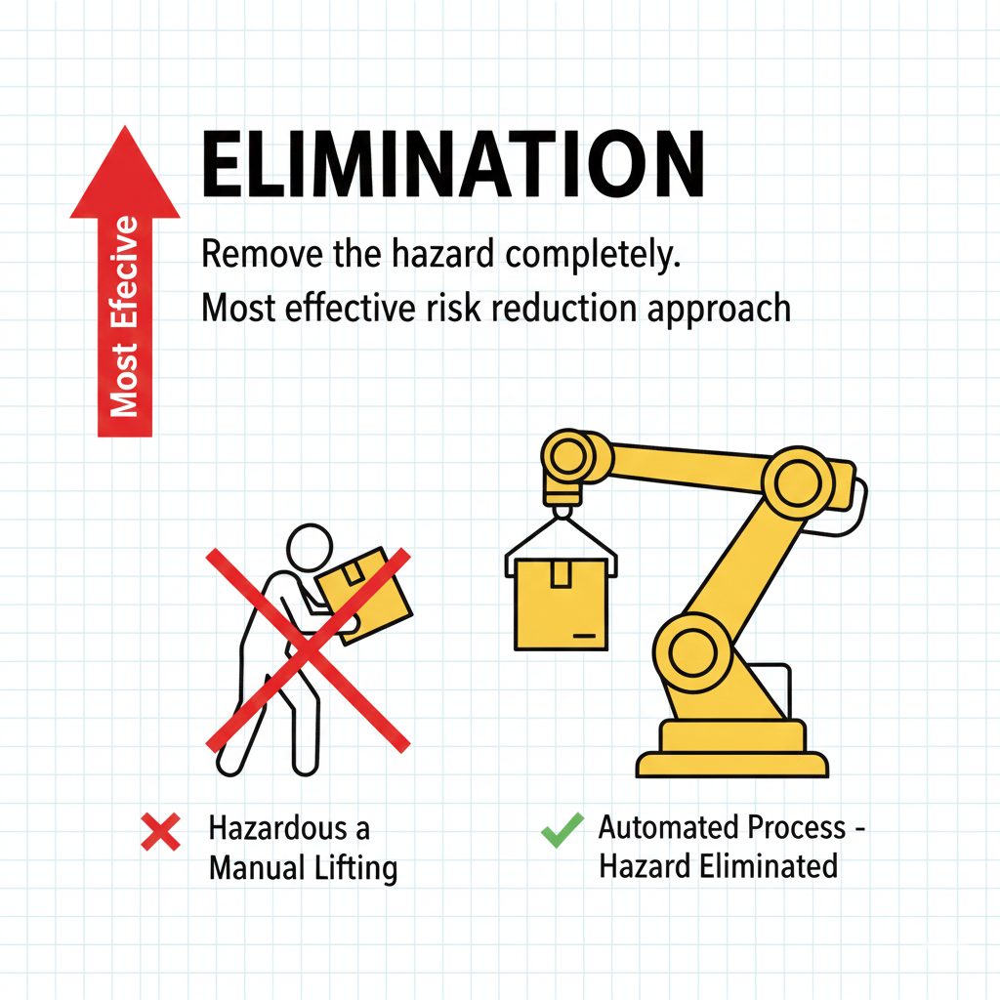 Most Efecive
ELIMINATION
Remove the hazard completely.
Most effective risk reduction approach
Hazardous a
Manual Lifting
Automated Process -
Hazard Eliminated